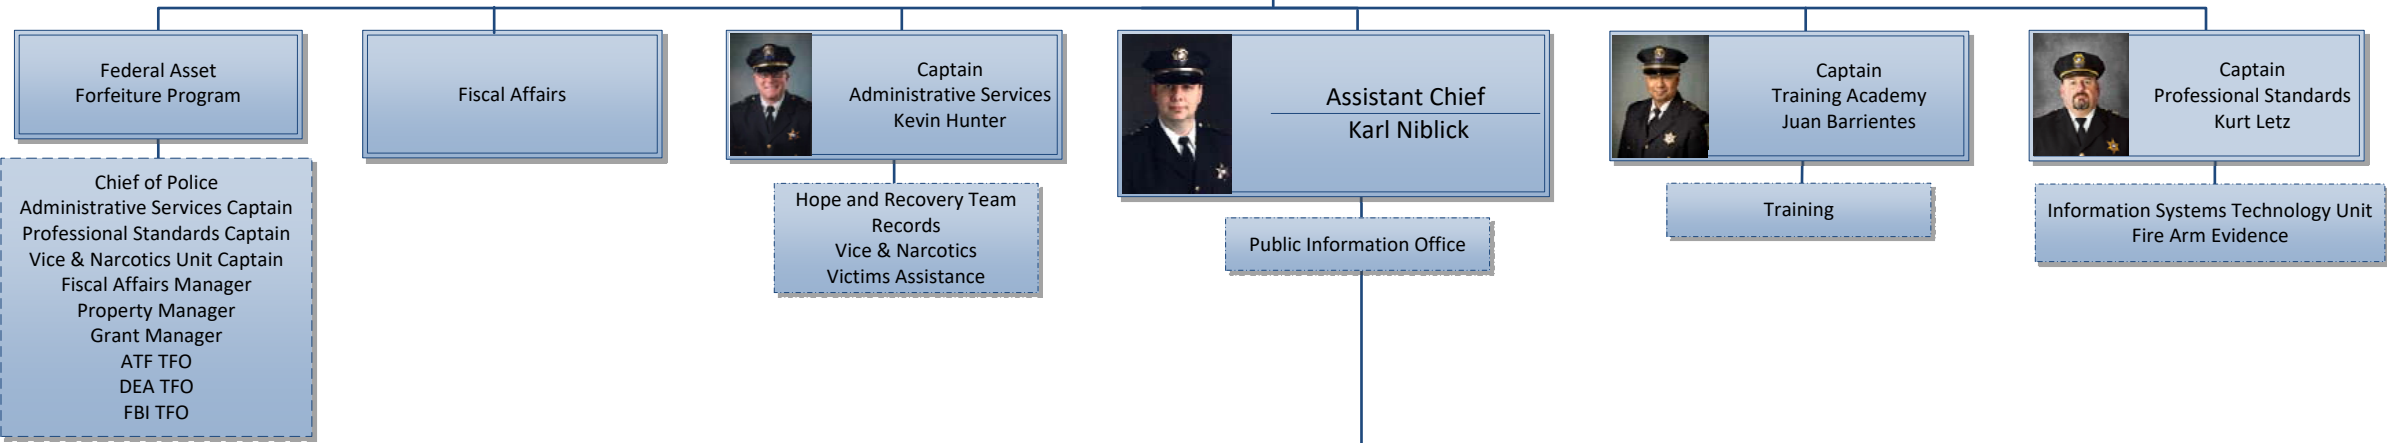 Federal Asset
Forfeiture Program
Chief of Police
Administrative Services Captain
Professional Standards Captain
Vice & Narcotics Unit Captain
Fiscal Affairs Manager
Property Manager
Grant Manager
ATF TFO
DEA TFO
FBI TFO
Fiscal Affairs
Captain
Administrative Services
Kevin Hunter
Hope and Recovery Team
Records
Vice & Narcotics
Victims Assistance
Assistant Chief
Karl Niblick
Public Information Office
Captain
Training Academy
Juan Barrientes
Training
Captain
Professional Standards
Kurt Letz
Information Systems Technology Unit
Fire Arm Evidence